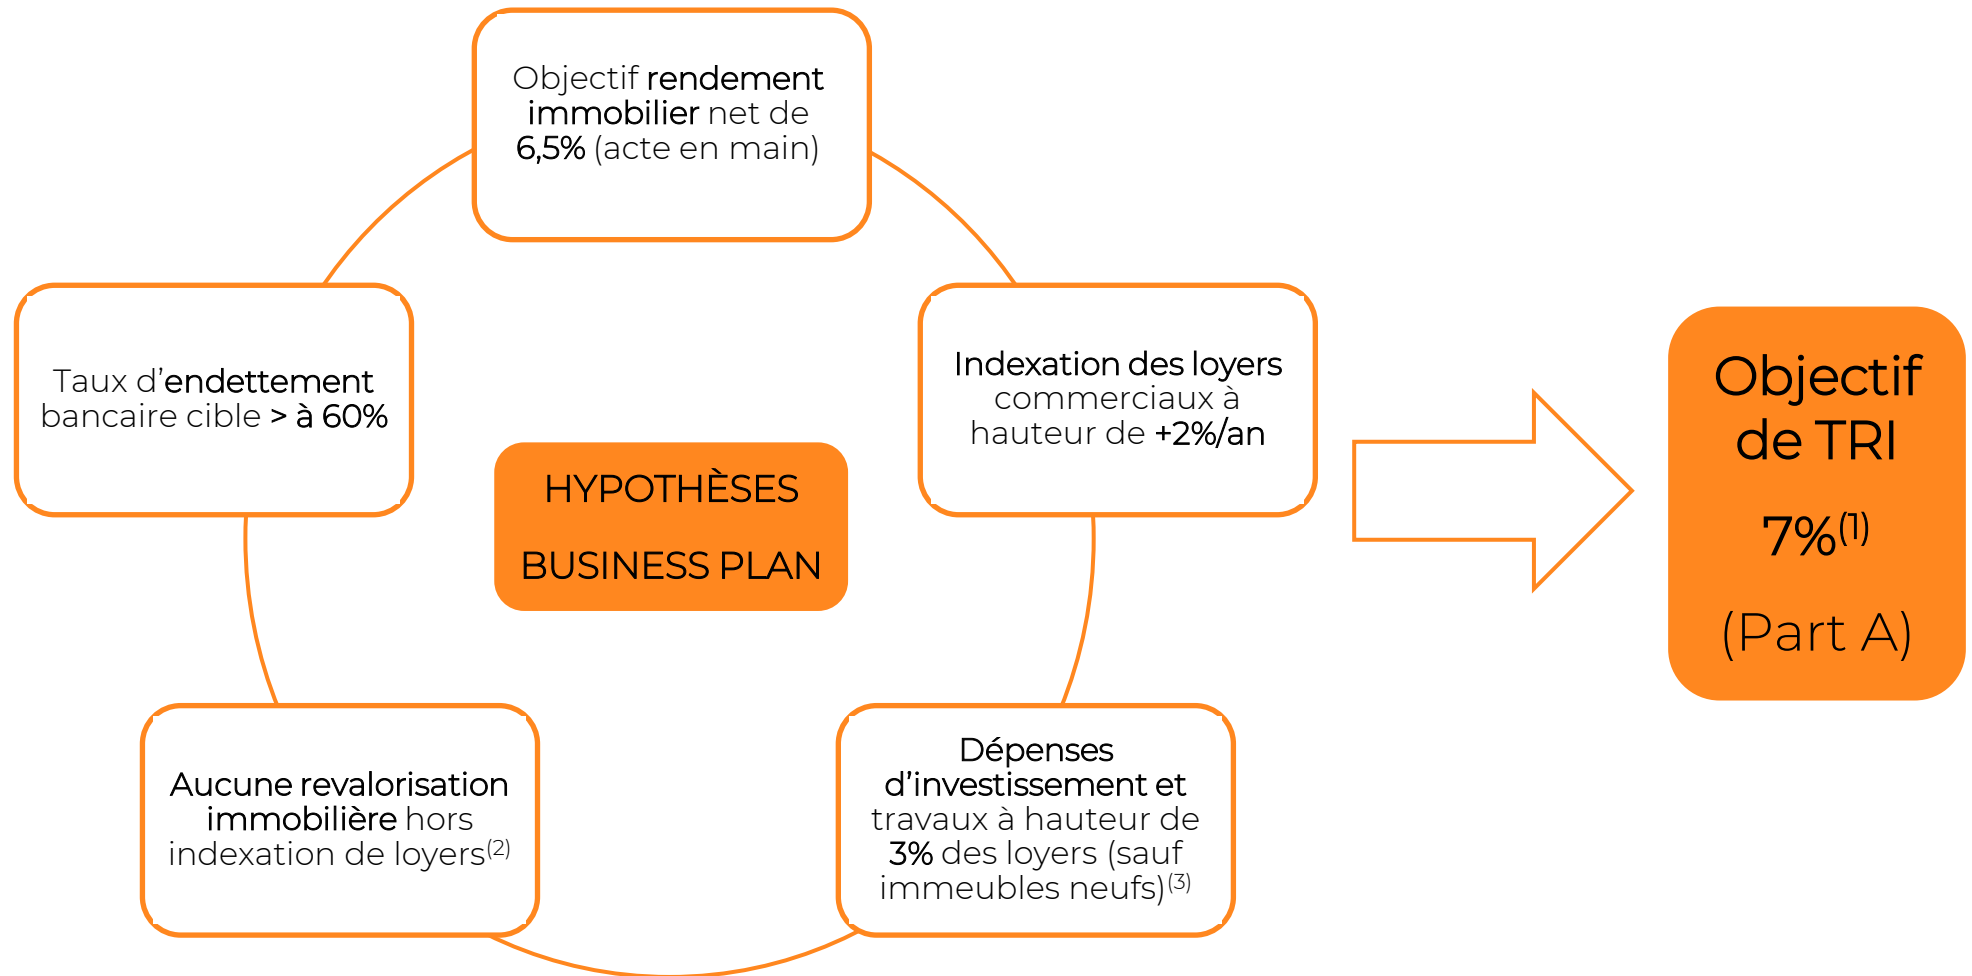 Objectif rendement
immobilier net de
6,5% (acte en main)
Indexation des loyers
commerciaux à
hauteur de +2%/an
Dépenses
d’investissement et
travaux à hauteur de
3% des loyers (sauf
immeubles neufs)(3)
Aucune revalorisation
immobilière hors
indexation de loyers(2)
Taux d’endettement
bancaire cible > à 60%
HYPOTHÈSES
BUSINESS PLAN
Objectif
de TRI
7%(1)
(Part A)